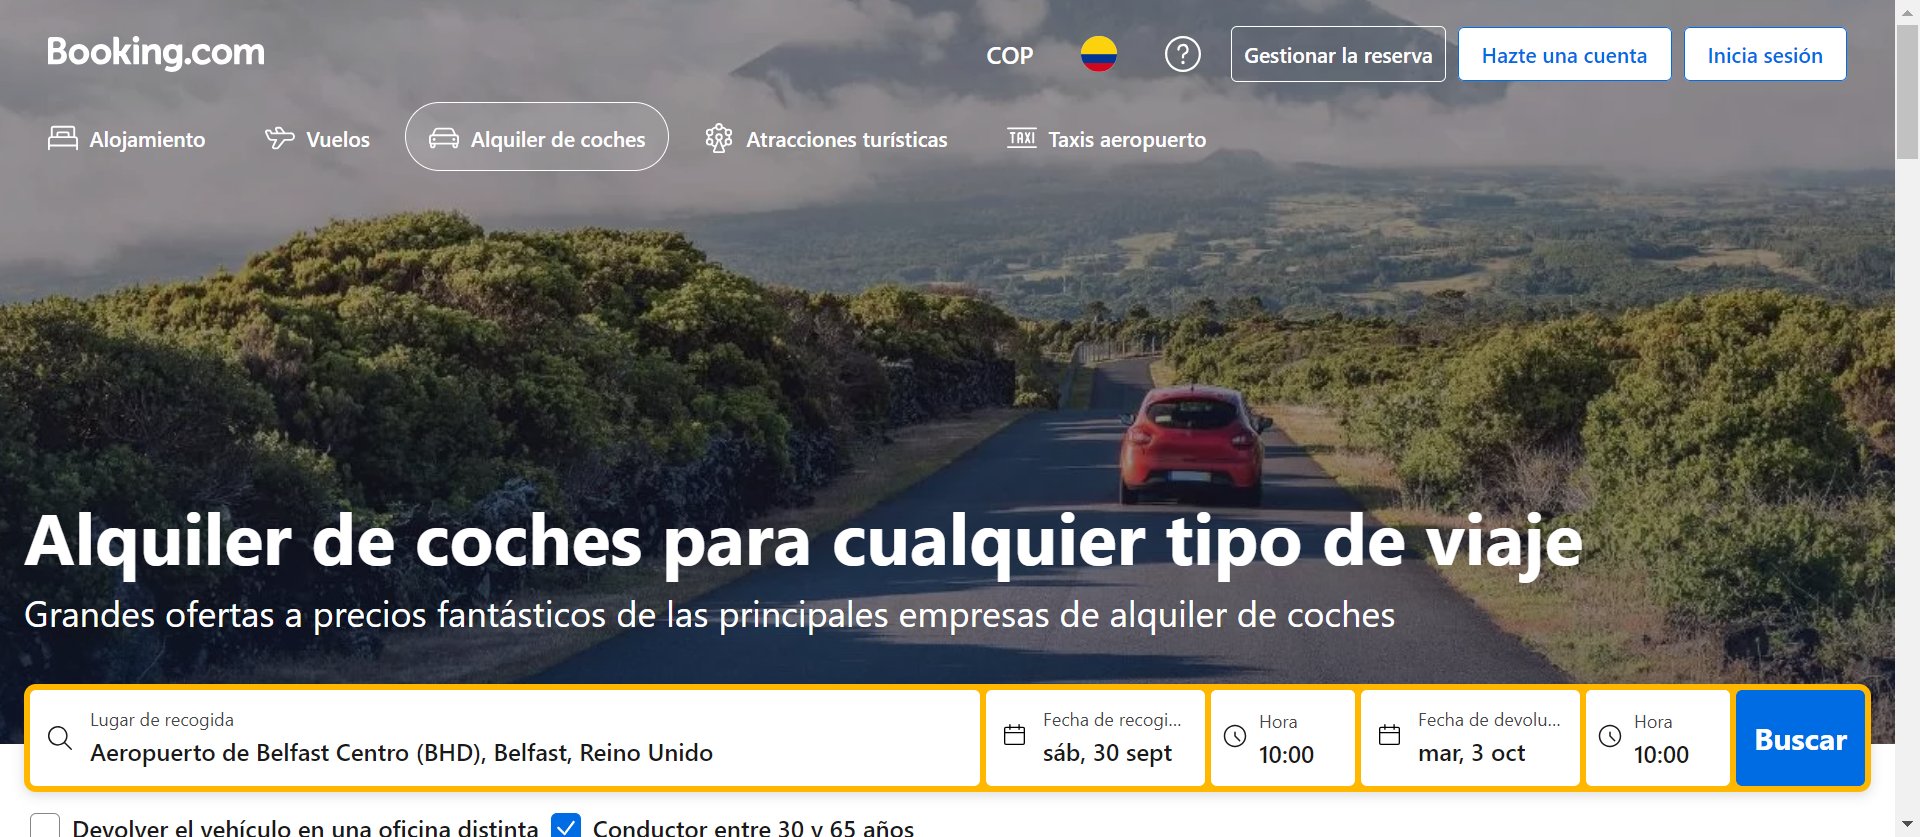 Booking.com
COP
?
Gestionar la reserva
Hazte una cuenta
Inicia sesión
Alojamiento
Vuelos
Alquiler de coches
Atracciones turísticas
TAXI
Taxis aeropuerto
Alquiler de coches para cualquier tipo de viaje
Grandes ofertas a precios fantásticos de las principales empresas de alquiler de coches
Lugar de recogida
Aeropuerto de Belfast Centro (BHD), Belfast, Reino Unido
Fecha de recogi...
sáb, 30 sept
Hora
10:00
Fecha de devolu...
mar, 3 oct
Hora
10:00
Buscar
Devolver el vehículo en una oficina distinta
Conductor entre 30 y 65 años